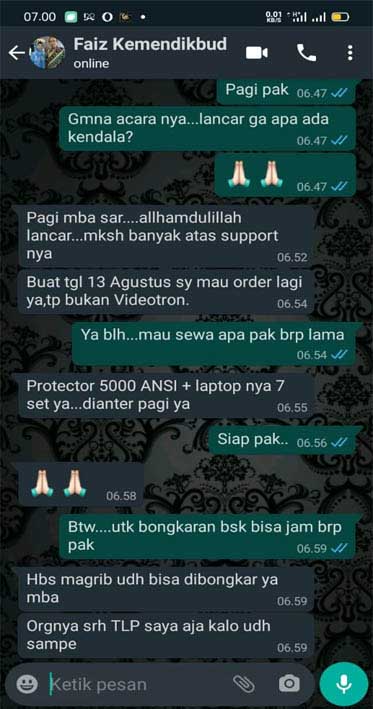 07.00
0.01 KB/S
Faiz Kemendikbud
online
Pagi pak 06.47
Gmna acara nya...lancar ga apa ada
kendala? 06.47
🙏🏻 🙏🏻 06.47
Pagi mba sar....allhamdulillah
lancar...mksh banyak atas support
nya 06.52
Buat tgl 13 Agustus sy mau order lagi
ya,tp bukan Videotron. 06.54
Ya blh...mau sewa apa pak brp lama
06.54
Protector 5000 ANSI + laptop nya 7
set ya...dianter pagi ya 06.55
Siap pak.. 06.56
🙏🏻 🙏🏻 06.58
Btw....utk bongkaran bsk bisa jam brp
pak 06.59
Hbs magrib udh bisa dibongkar ya
mba 06.59
Orgnya srh TLP saya aja kalo udh
sampe 06.59
Ketik pesan